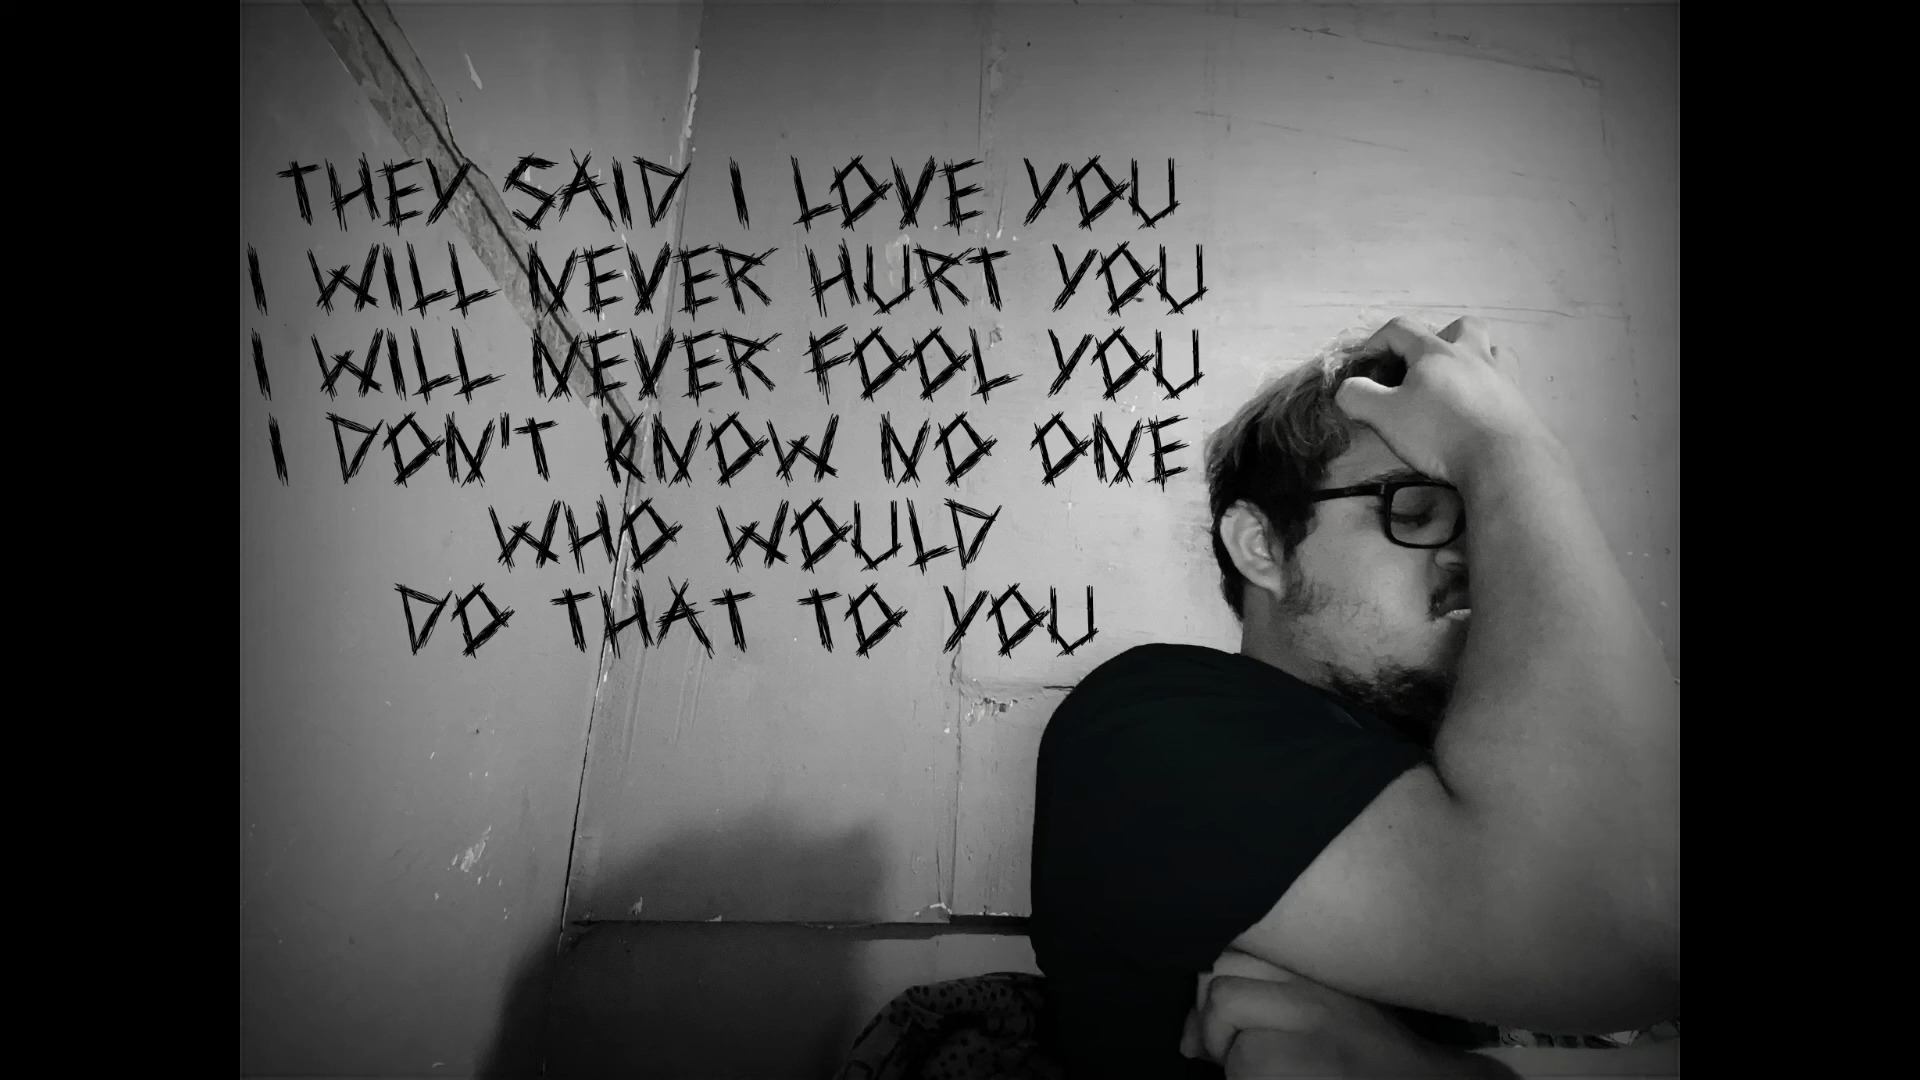 THEY SAID I LOVE YOU
I WILL NEVER HURT YOU
I WILL NEVER FOOL YOU
I DON'T KNOW NO ONE
WHO WOULD
DO THAT TO YOU